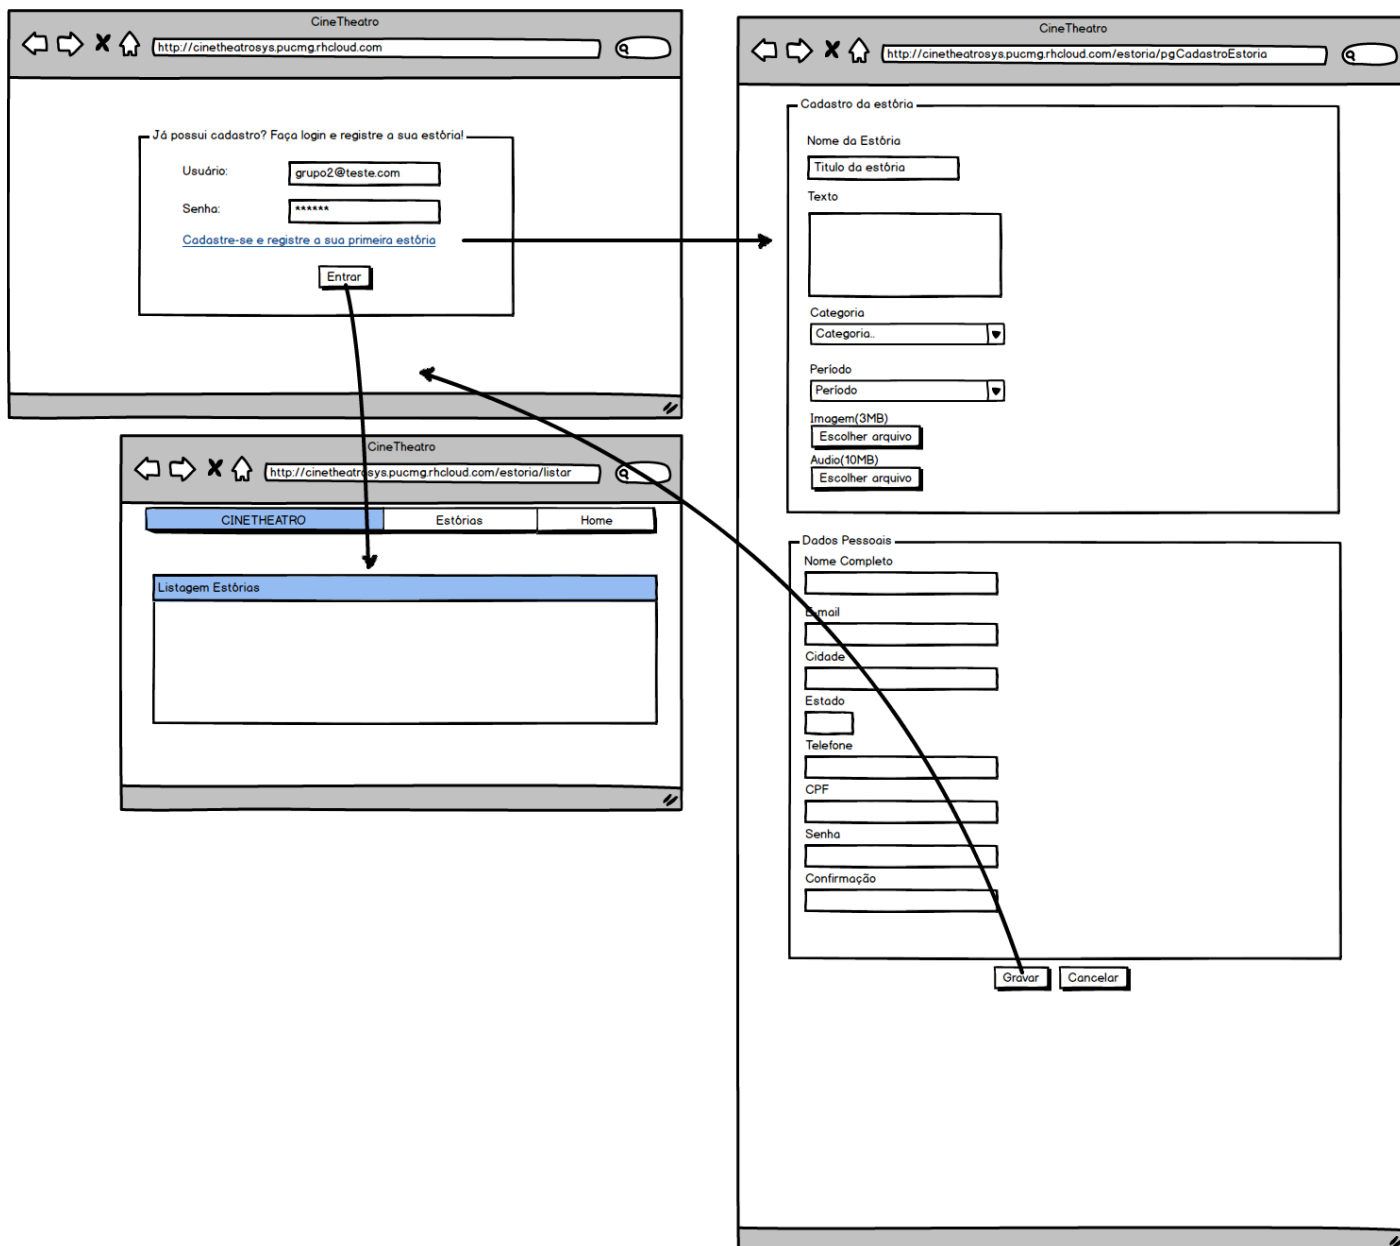 CineTheatro
http://cinetheatrosys.pucmg.rhcloud.com
Já possui cadastro? Faça login e registre a sua estória!
Usuário:
grupo2@teste.com
Senha:
******
Cadastre-se e registre a sua primeira estória
Entrar
CineTheatro
http://cinetheatrosys.pucmg.rhcloud.com/estoria/listar
CINETHEATRO
Estórias
Home
Listagem Estórias
CineTheatro
http://cinetheatrosys.pucmg.rhcloud.com/estoria/pgCadastroEstoria
Cadastro da estória
Nome da Estória
Titulo da estória
Texto
Categoria
Categoria..
Período
Período
Imagem(3MB)
Escolher arquivo
Audio(10MB)
Escolher arquivo
Dados Pessoais
Nome Completo
E-mail
Cidade
Estado
Telefone
CPF
Senha
Confirmação
Gravar
Cancelar